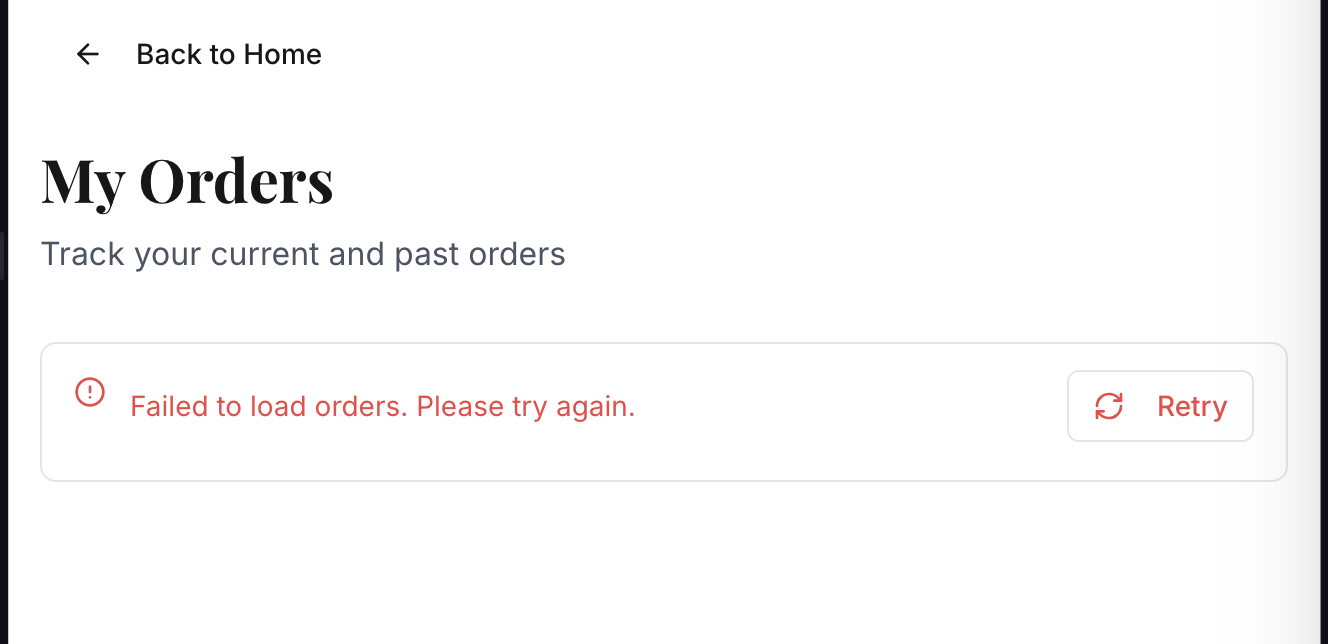 Back to Home
My Orders
Track your current and past orders
Failed to load orders. Please try again.
Retry